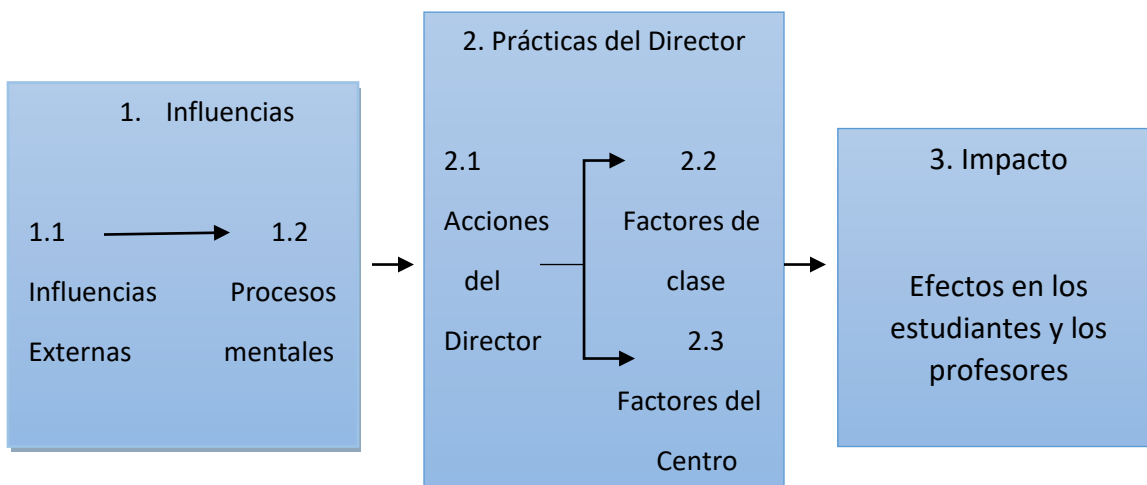 1. Influencias
1.1
Influencias
Externas
1.2
Procesos
mentales
2. Prácticas del Director
2.1
Acciones
del
Director
2.2
Factores de
clase
2.3
Factores del
Centro
3. Impacto
Efectos en los
estudiantes y los
profesores